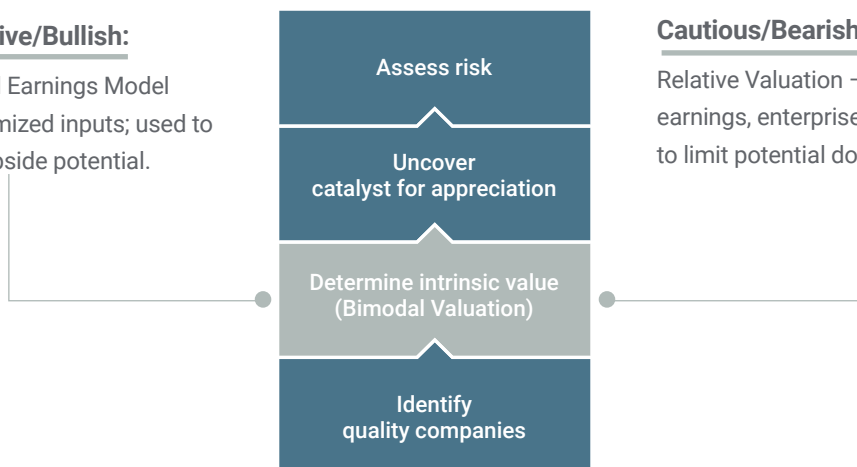 ive/Bullish:
Earnings Model
mized inputs; used to
side potential.
Assess risk
Uncover
catalyst for appreciation
Determine intrinsic value
(Bimodal Valuation)
Identify
quality companies
Cautious/Bearish
Relative Valuation –
earnings, enterprise
to limit potential do